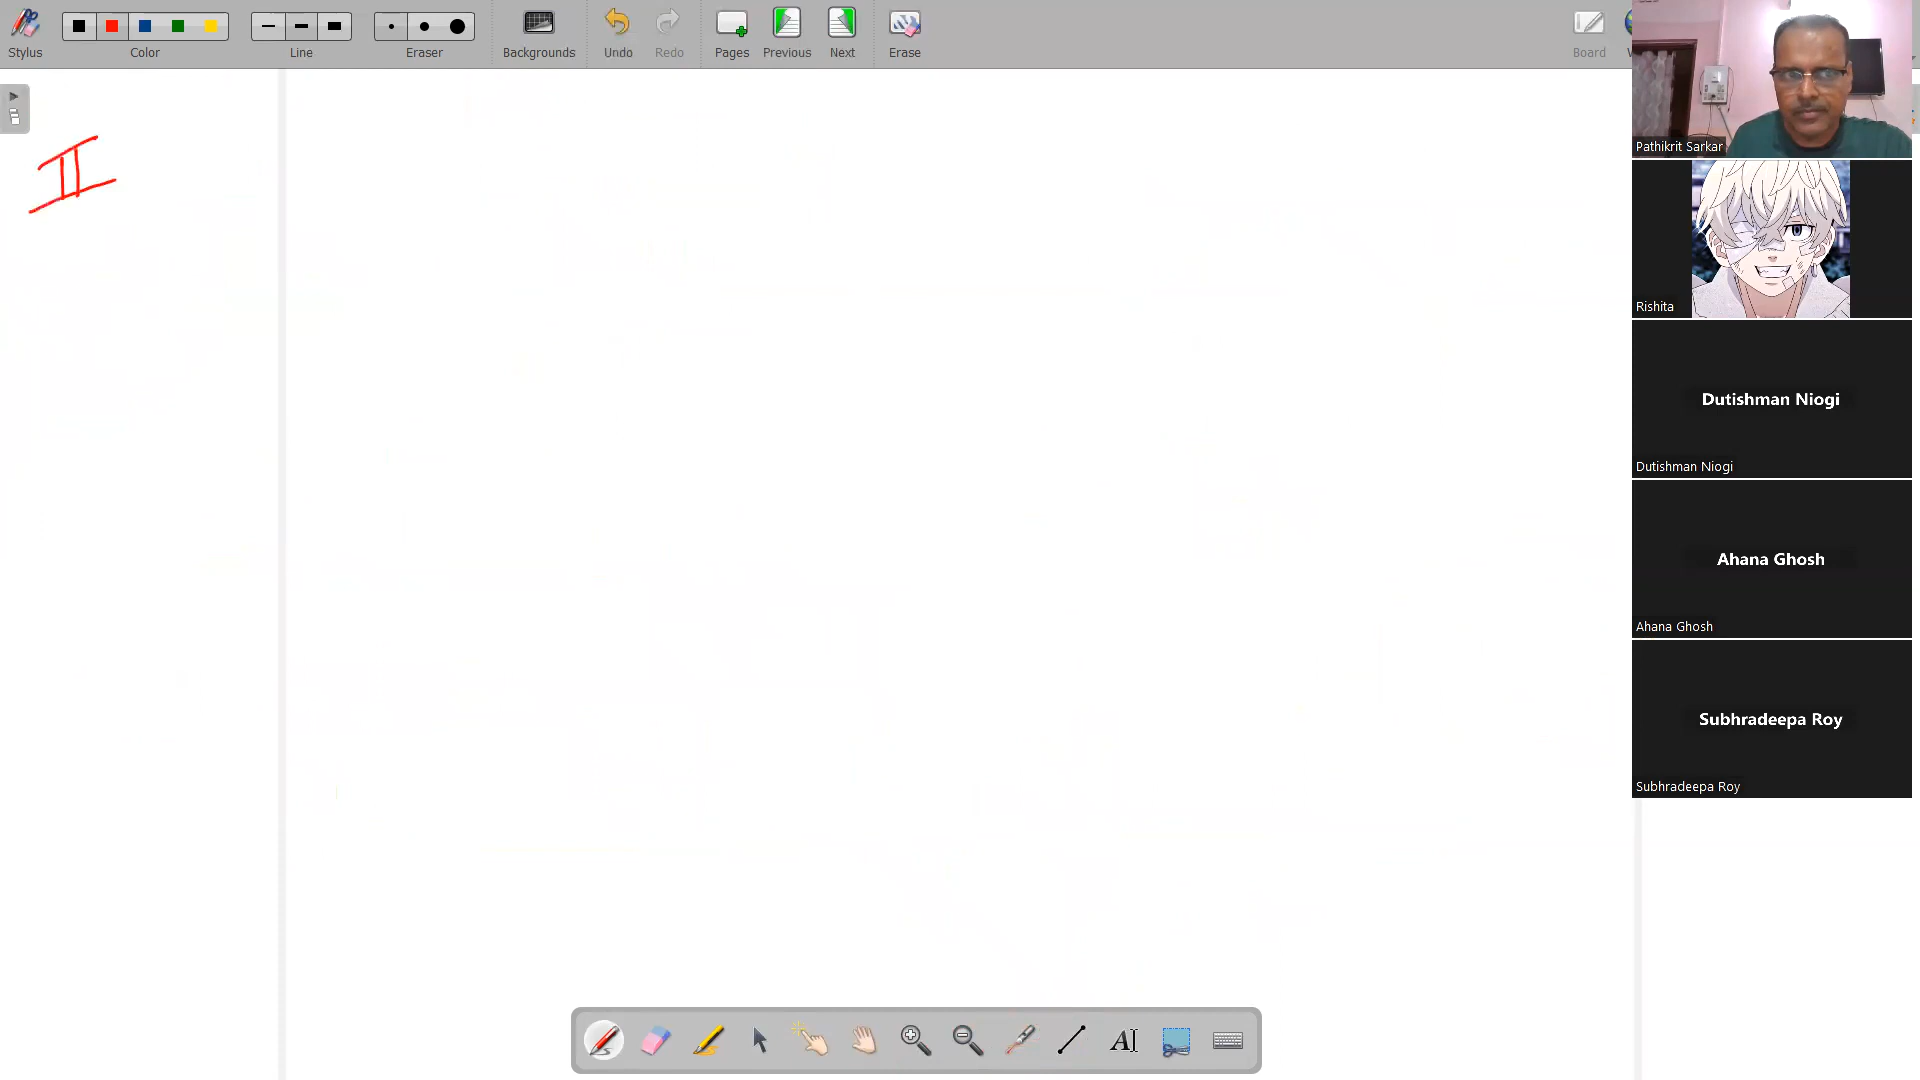 Stylus
Color
Line
Eraser
Backgrounds
Undo
Redo
Pages
Previous
Next
Erase
Board
II
Pathikrit Sarkar
Rishita
Dutishman Niogi
Dutishman Niogi
Ahana Ghosh
Ahana Ghosh
Subhradeepa Roy
Subhradeepa Roy
A